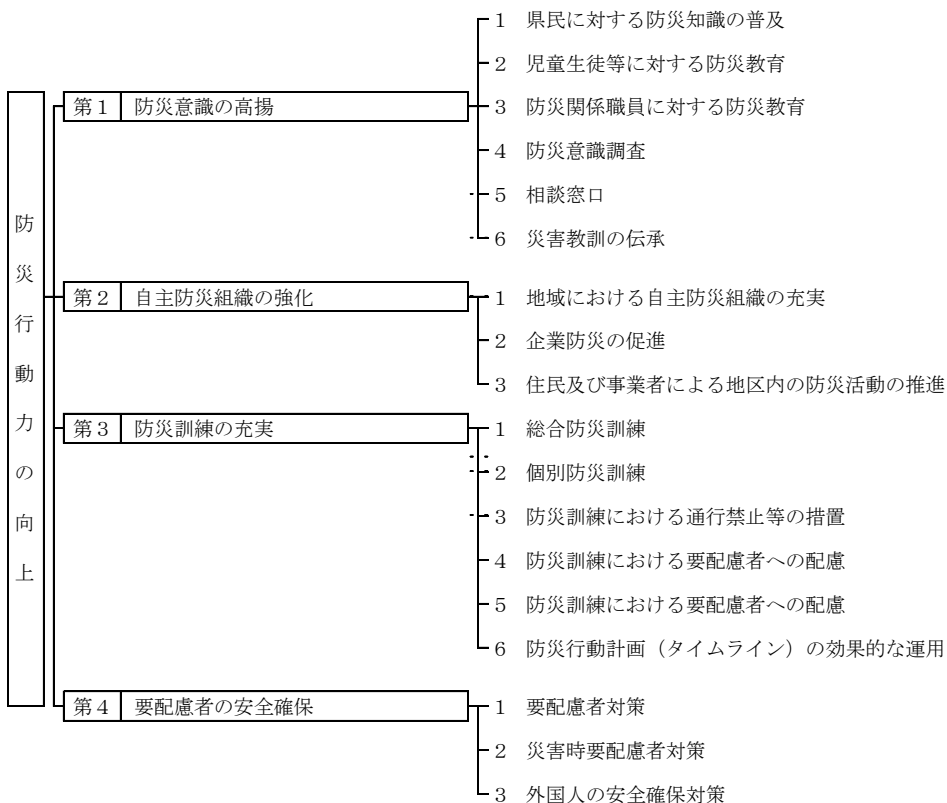 防災行動力の向上
第１ 防災意識の高揚
１ 県民に対する防災知識の普及
２ 児童生徒等に対する防災教育
３ 防災関係職員に対する防災教育
４ 防災意識調査
５ 相談窓口
６ 災害教訓の伝承
第２ 自主防災組織の強化
１ 地域における自主防災組織の充実
２ 企業防災の促進
３ 住民及び事業者による地区内の防災活動の推進
第３ 防災訓練の充実
１ 総合防災訓練
２ 個別防災訓練
３ 防災訓練における通行禁止等の措置
４ 防災訓練における要配慮者への配慮
５ 防災訓練における要配慮者への配慮
６ 防災行動計画（タイムライン）の効果的な運用
第４ 要配慮者の安全確保
１ 要配慮者対策
２ 災害時要配慮者対策
３ 外国人の安全確保対策